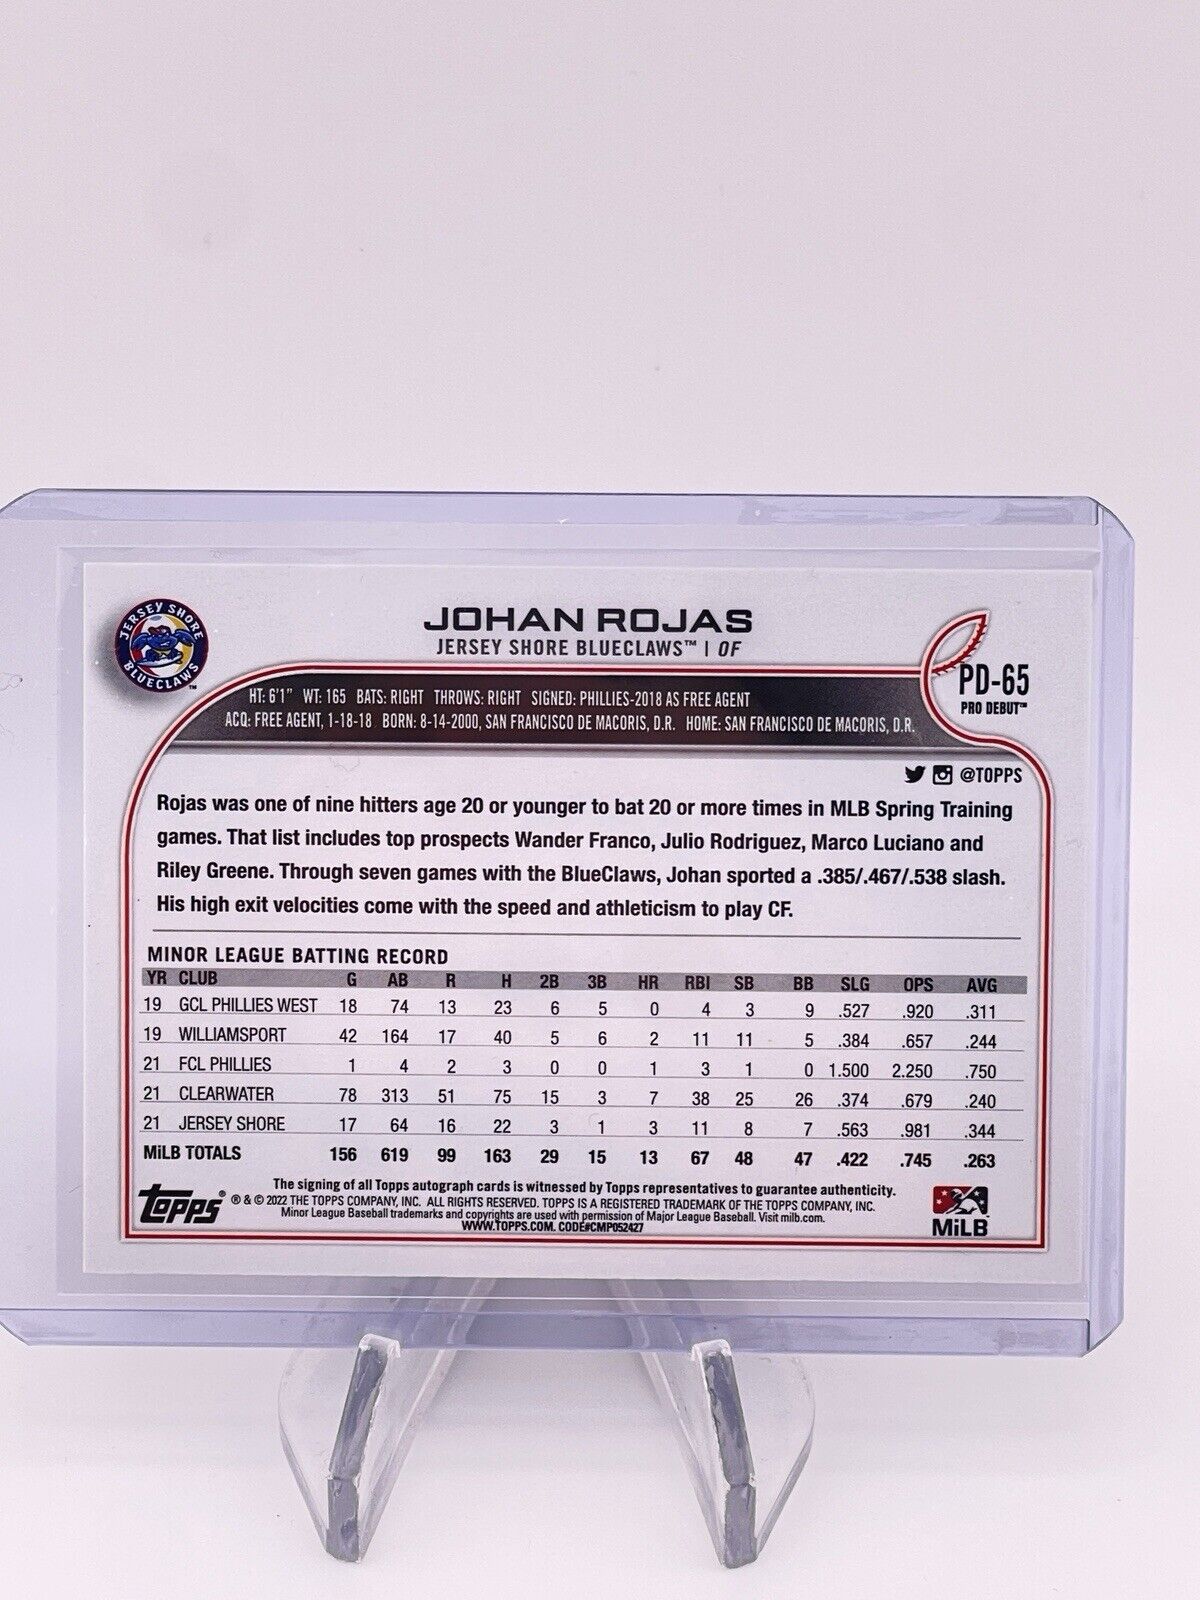 JERSEY SHORE
BLUECLAWS™
JOHAN ROJAS
JERSEY SHORE BLUECLAWS™ | OF
PD-65
PRO DEBUT™
HT: 6'1" WT: 165 BATS: RIGHT THROWS: RIGHT SIGNED: PHILLIES-2018 AS FREE AGENT
ACQ: FREE AGENT, 1-18-18 BORN: 8-14-2000, SAN FRANCISCO DE MACORIS, D.R. HOME: SAN FRANCISCO DE MACORIS, D.R.
@TOPPS
Rojas was one of nine hitters age 20 or younger to bat 20 or more times in MLB Spring Training
games. That list includes top prospects Wander Franco, Julio Rodriguez, Marco Luciano and
Riley Greene. Through seven games with the BlueClaws, Johan sported a .385/.467/.538 slash.
His high exit velocities come with the speed and athleticism to play CF.
MINOR LEAGUE BATTING RECORD
YR CLUB G AB R H 2B 3B HR RBI SB BB SLG OPS AVG
19 GCL PHILLIES WEST 18 74 13 23 6 5 0 4 3 9 .527 .920 .311
19 WILLIAMSPORT 42 164 17 40 5 6 2 11 11 5 .384 .657 .244
21 FCL PHILLIES 1 4 2 3 0 0 1 3 1 0 1.500 2.250 .750
21 CLEARWATER 78 313 51 75 15 3 7 38 25 26 .374 .679 .240
21 JERSEY SHORE 17 64 16 22 3 1 3 11 8 7 .563 .981 .344
MiLB TOTALS 156 619 99 163 29 15 13 67 48 47 .422 .745 .263
The signing of all Topps autograph cards is witnessed by Topps representatives to guarantee authenticity.
topps® ® & © 2022 THE TOPPS COMPANY, INC. ALL RIGHTS RESERVED. TOPPS IS A REGISTERED TRADEMARK OF THE TOPPS COMPANY, INC.
Minor League Baseball trademarks and copyrights are used with permission of Major League Baseball. Visit milb.com.
WWW.TOPPS.COM. CODE#CMP052427
MiLB